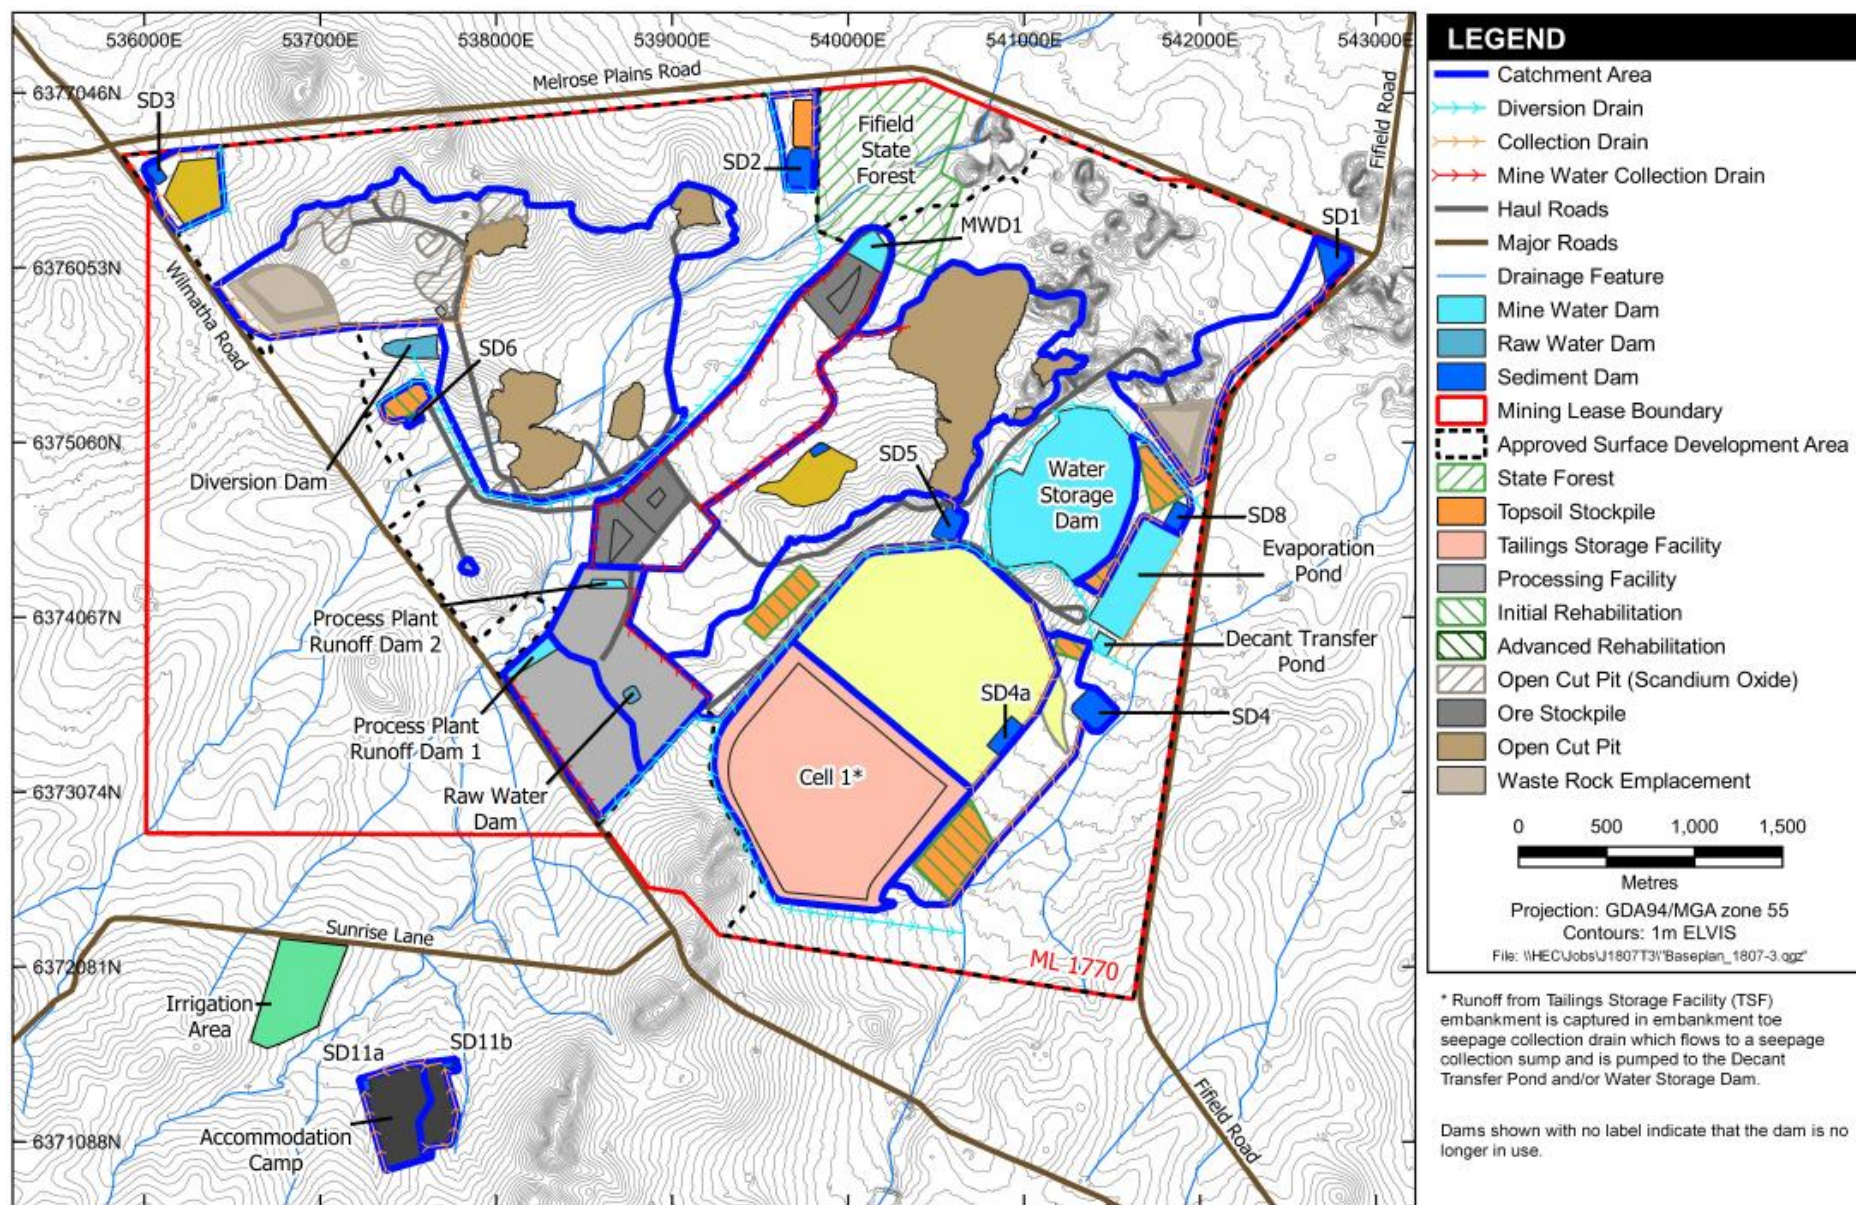 536000E
537000E
538000E
539000E
540000E
541000E
542000E
543000E
6377046N
6376053N
6375060N
6374067N
6373074N
6372081N
6371088N
Melrose Plains Road
Fifield Road
SD3
SD2
Fifield
State
Forest
MWD1
SD1
Wilmatha Road
SD6
Diversion Dam
SD5
Water
Storage
Dam
SD8
Evaporation
Pond
Process Plant
Runoff Dam 2
Decant Transfer
Pond
SD4a
SD4
Process Plant
Runoff Dam 1
Cell 1*
Raw Water
Dam
Sunrise Lane
ML 1770
Irrigation
Area
SD11a
SD11b
Accommodation
Camp
Fifield Road
LEGEND
Catchment Area
Diversion Drain
Collection Drain
Mine Water Collection Drain
Haul Roads
Major Roads
Drainage Feature
Mine Water Dam
Raw Water Dam
Sediment Dam
Mining Lease Boundary
Approved Surface Development Area
State Forest
Topsoil Stockpile
Tailings Storage Facility
Processing Facility
Initial Rehabilitation
Advanced Rehabilitation
Open Cut Pit (Scandium Oxide)
Ore Stockpile
Open Cut Pit
Waste Rock Emplacement
0 500 1,000 1,500
Metres
Projection: GDA94/MGA zone 55
Contours: 1m ELVIS
File: \\HEC\Jobs\J1807T3\"Baseplan_1807-3.qgz"
* Runoff from Tailings Storage Facility (TSF)
embankment is captured in embankment toe
seepage collection drain which flows to a seepage
collection sump and is pumped to the Decant
Transfer Pond and/or Water Storage Dam.
Dams shown with no label indicate that the dam is no
longer in use.